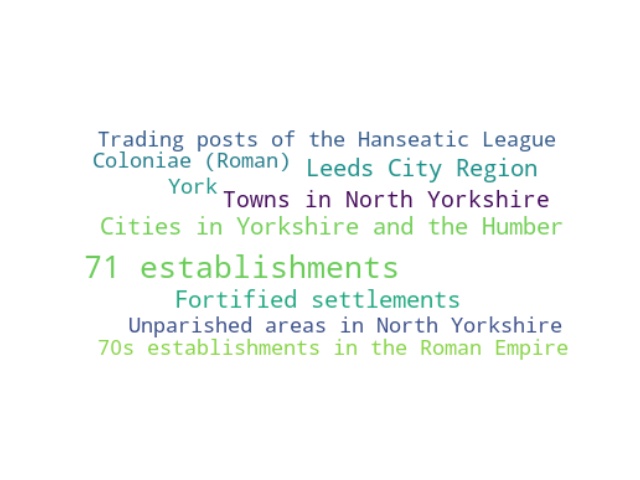 Trading posts of the Hanseatic League
Coloniae (Roman)
Leeds City Region
York
Towns in North Yorkshire
Cities in Yorkshire and the Humber
71 establishments
Fortified settlements
Unparished areas in North Yorkshire
70s establishments in the Roman Empire